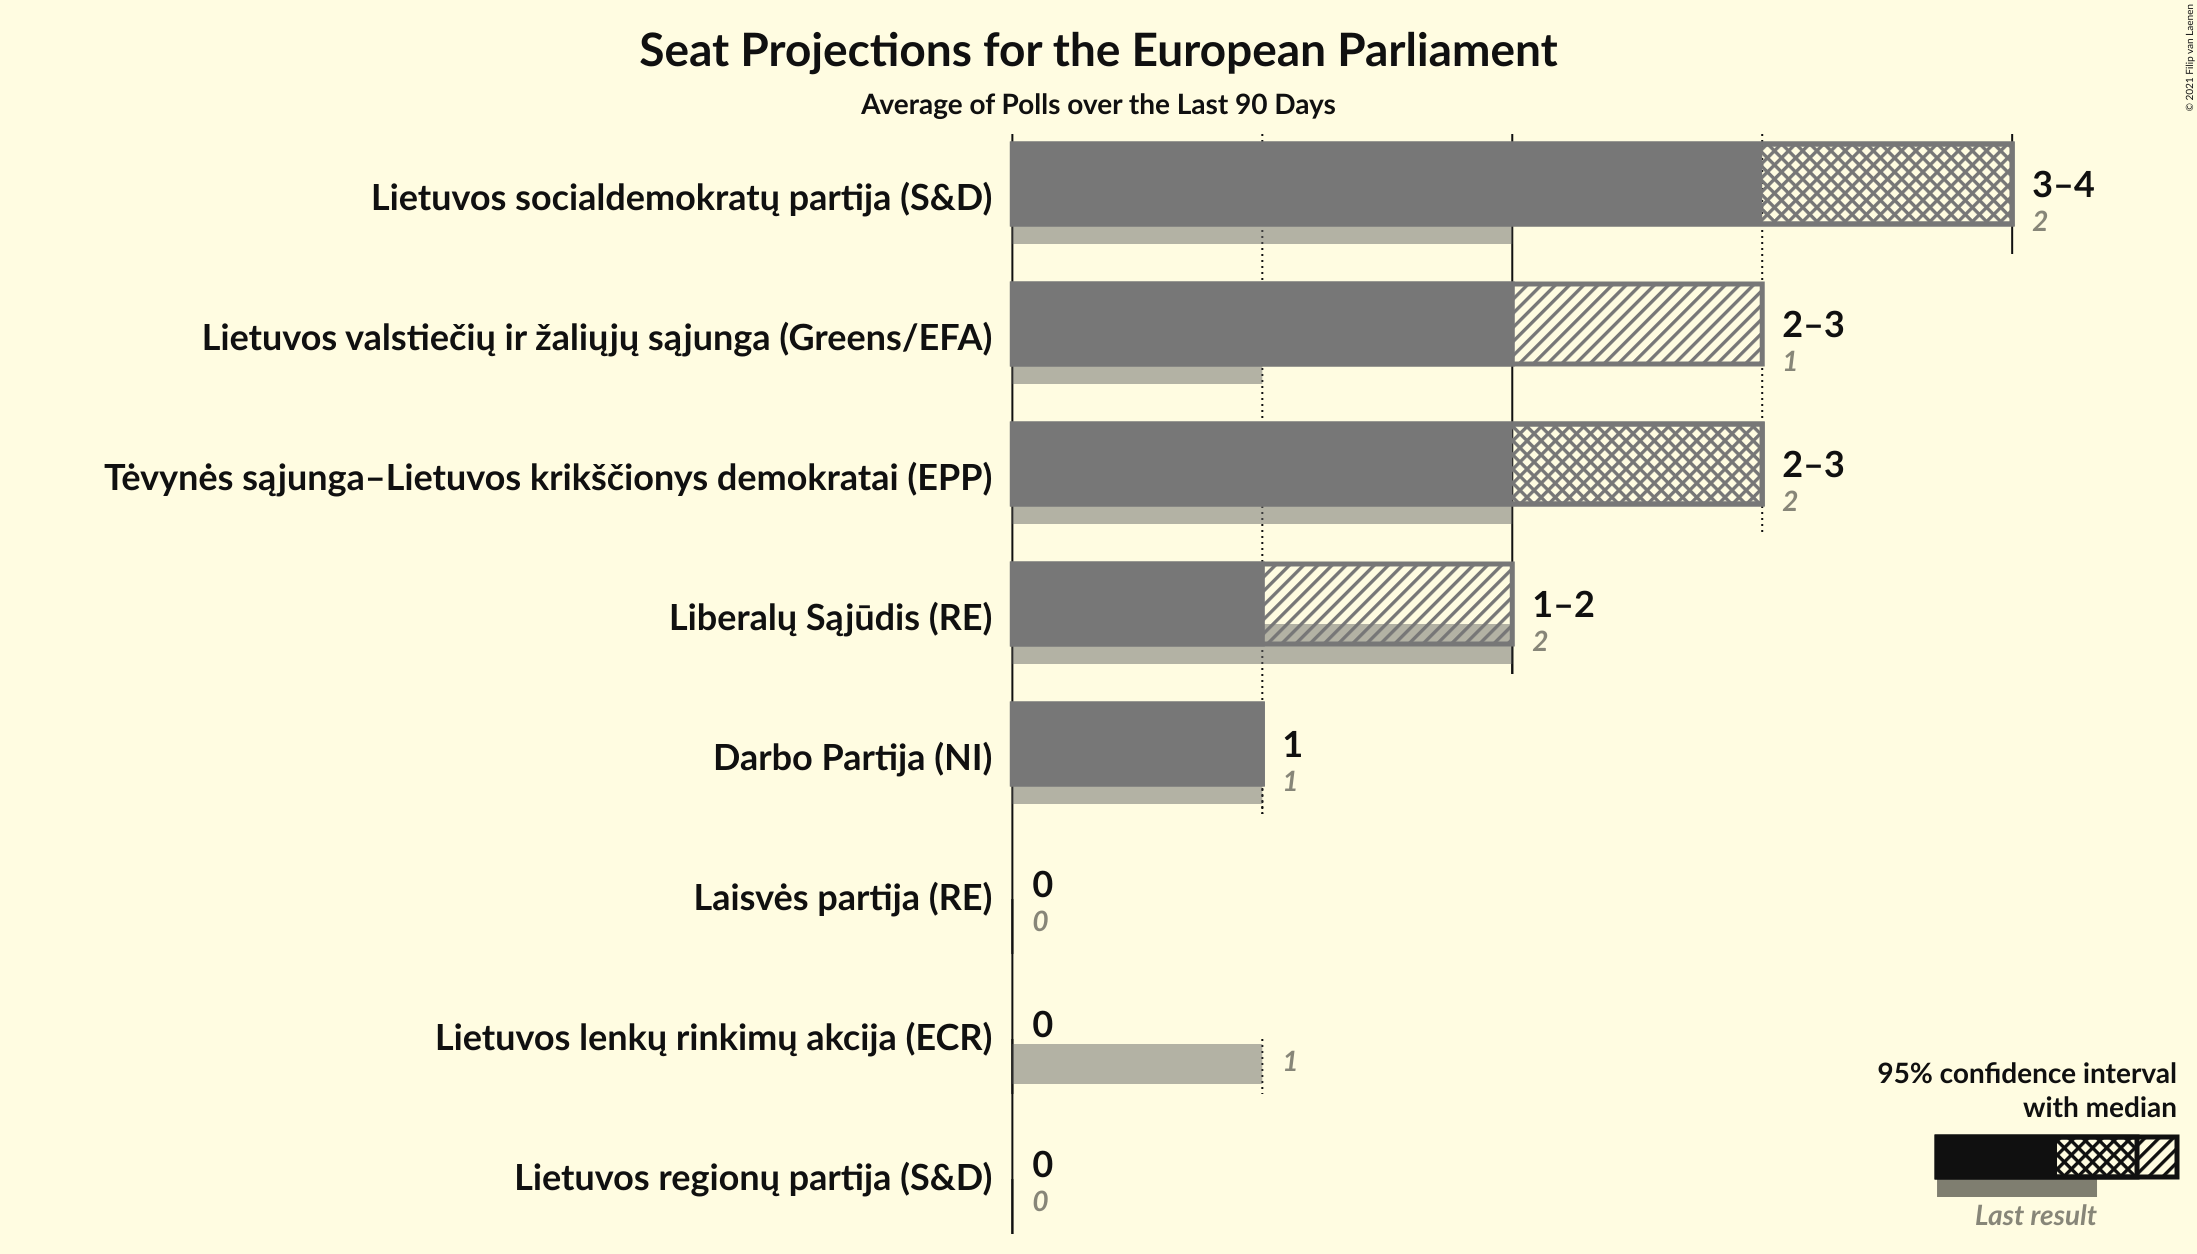 Seat Projections for the European Parliament
Average of Polls over the Last 90 Days
© 2021 Filip van Laenen
Lietuvos socialdemokratų partija (S&D)
3–4
2
Lietuvos valstiečių ir žaliųjų sąjunga (Greens/EFA)
2–3
1
Tėvynės sąjunga–Lietuvos krikščionys demokratai (EPP)
2–3
2
Liberalų Sąjūdis (RE)
1–2
2
Darbo Partija (NI)
1
1
Laisvės partija (RE)
0
0
Lietuvos lenkų rinkimų akcija (ECR)
0
1
Lietuvos regionų partija (S&D)
0
0
95% confidence interval
with median
Last result